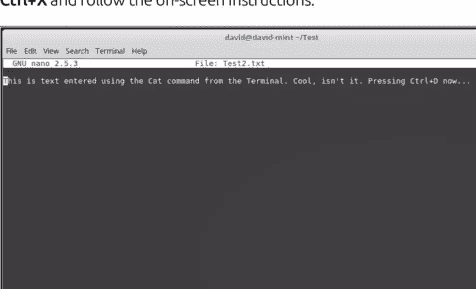 Ctrl+X and follow the on-screen instructions.
david@david-mint ~/Test
File Edit View Search Terminal Help
GNU nano 2.5.3 File: Test2.txt
This is text entered using the Cat command from the Terminal. Cool, isn't it. Pressing Ctrl+D now...